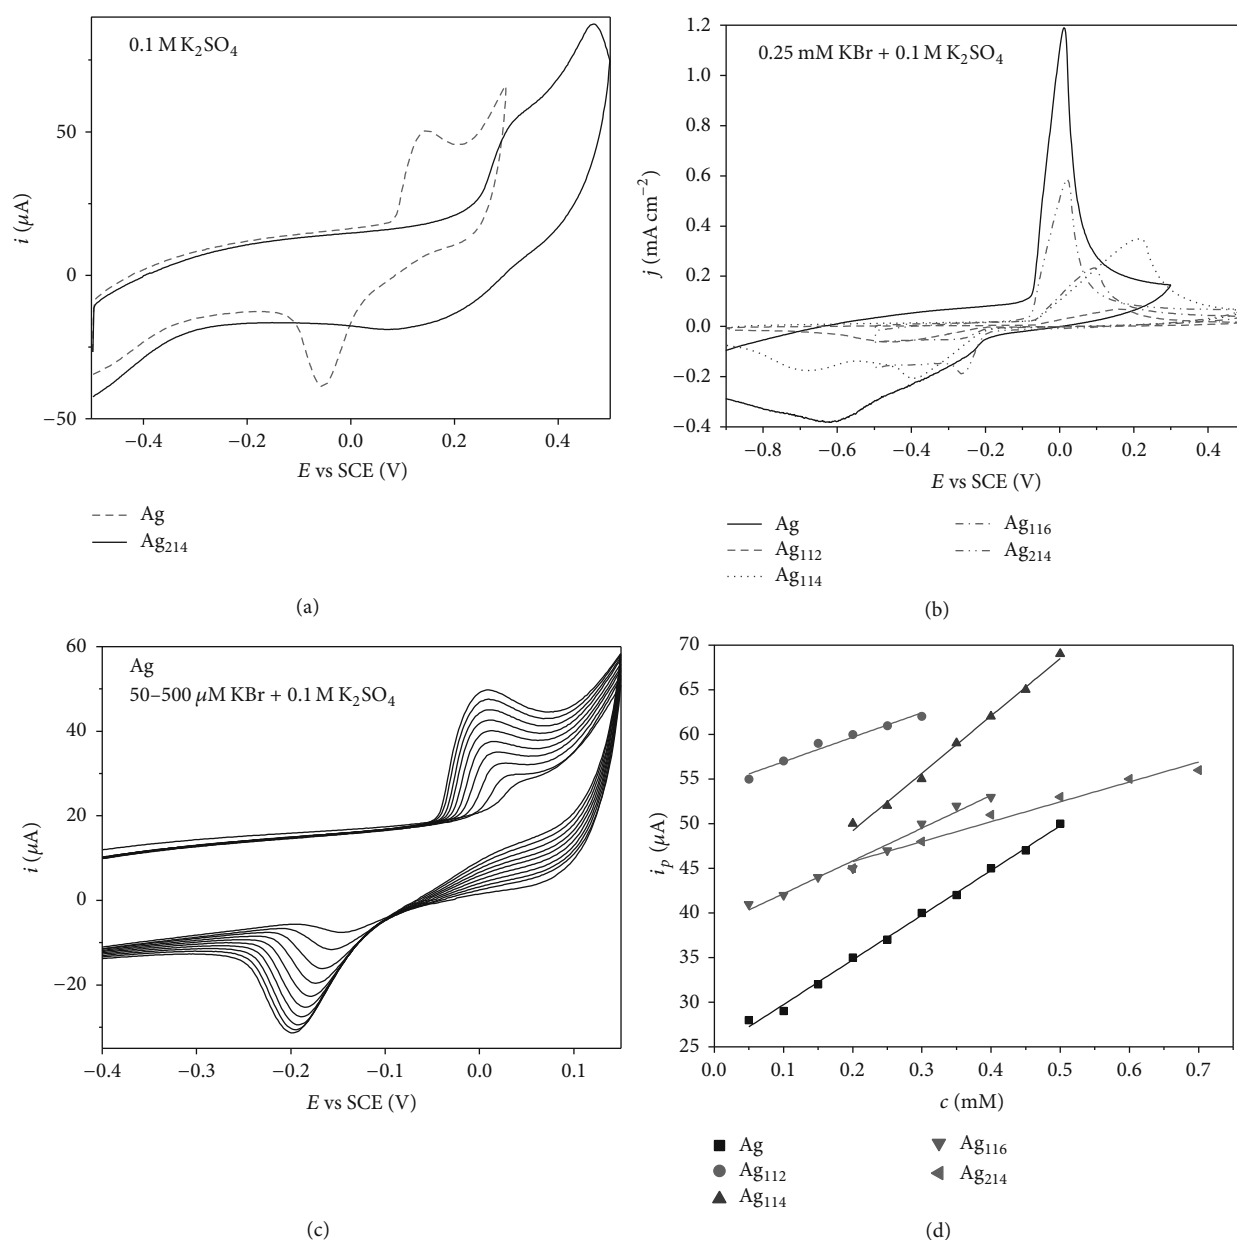 (a)
0.1 M K₂SO₄
50
0
−50
i (μA)
−0.4 −0.2 0.0 0.2 0.4
E vs SCE (V)
Ag
Ag₂₁₄
(a)
(b)
0.25 mM KBr + 0.1 M K₂SO₄
1.2
1.0
0.8
0.6
0.4
0.2
0.0
−0.2
−0.4
j (mA cm⁻²)
−0.8 −0.6 −0.4 −0.2 0.0 0.2 0.4
E vs SCE (V)
Ag
Ag₁₁₂
Ag₁₁₄
Ag₁₁₆
Ag₂₁₄
(b)
60
40
20
0
−20
i (μA)
Ag
50–500 μM KBr + 0.1 M K₂SO₄
−0.4 −0.3 −0.2 −0.1 0.0 0.1
E vs SCE (V)
(c)
70
65
60
55
50
45
40
35
30
25
iₚ (μA)
0.0 0.1 0.2 0.3 0.4 0.5 0.6 0.7
c (mM)
Ag
Ag₁₁₂
Ag₁₁₄
Ag₁₁₆
Ag₂₁₄
(d)